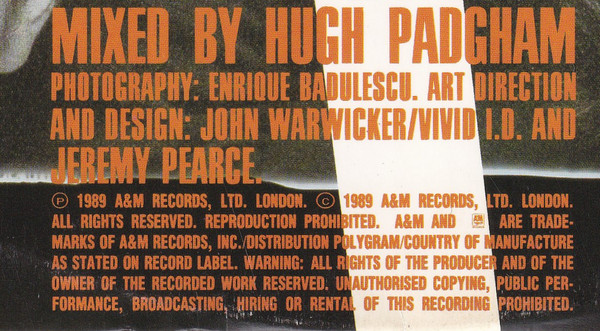 MIXED BY HUGH PADGHAM
PHOTOGRAPHY: ENRIQUE BADULESCU. ART DIRECTION
AND DESIGN: JOHN WARWICKER/VIVID I.D. AND
JEREMY PEARCE.
Ⓟ 1989 A&M RECORDS, LTD. LONDON. © 1989 A&M RECORDS, LTD. LONDON.
ALL RIGHTS RESERVED. REPRODUCTION PROHIBITED. A&M AND A&M ARE TRADE-
MARKS OF A&M RECORDS, INC./DISTRIBUTION POLYGRAM/COUNTRY OF MANUFACTURE
AS STATED ON RECORD LABEL. WARNING: ALL RIGHTS OF THE PRODUCER AND OF THE
OWNER OF THE RECORDED WORK RESERVED. UNAUTHORISED COPYING, PUBLIC PER-
FORMANCE, BROADCASTING, HIRING OR RENTAL OF THIS RECORDING PROHIBITED.